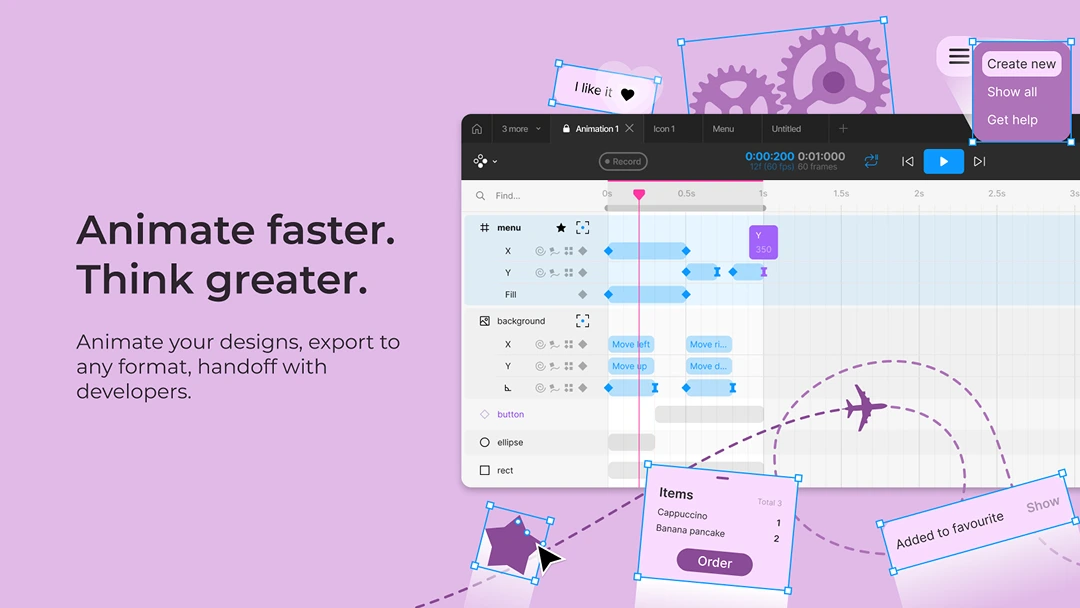 Create new
Show all
Get help
I like it
3 more
Animation 1
Icon 1
Menu
Untitled
Record
0:00:200 0:01:000
12f (60 fps) 60 frames
Find...
0s
0.5s
1s
1.5s
2s
2.5s
3s
menu
X
Y
Fill
Y
350
background
X
Move left
Move ri...
Y
Move up
Move d...
button
ellipse
rect
Animate faster.
Think greater.
Animate your designs, export to
any format, handoff with
developers.
Items
Total 3
Cappuccino 1
Banana pancake 2
Order
Added to favourite Show